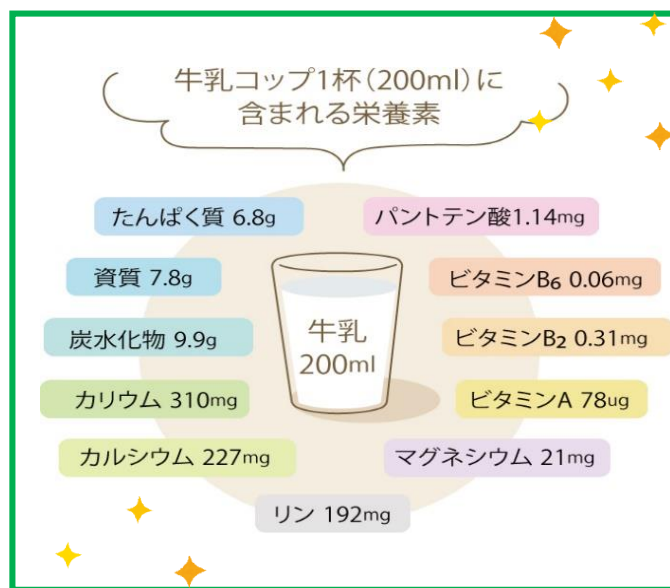 牛乳コップ1杯(200ml)に
含まれる栄養素
たんぱく質 6.8g
パントテン酸1.14mg
資質 7.8g
ビタミンB₆ 0.06mg
炭水化物 9.9g
ビタミンB₂ 0.31mg
カリウム 310mg
ビタミンA 78ug
カルシウム 227mg
マグネシウム 21mg
リン 192mg
牛乳
200ml